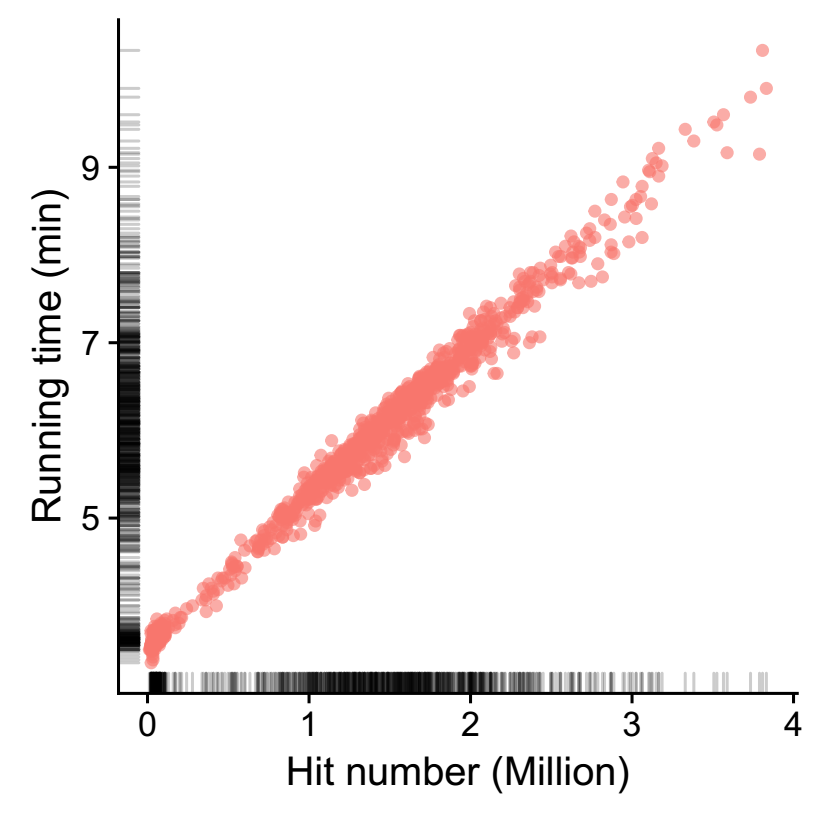 Running time (min)
9
7
5
0 1 2 3 4
Hit number (Million)